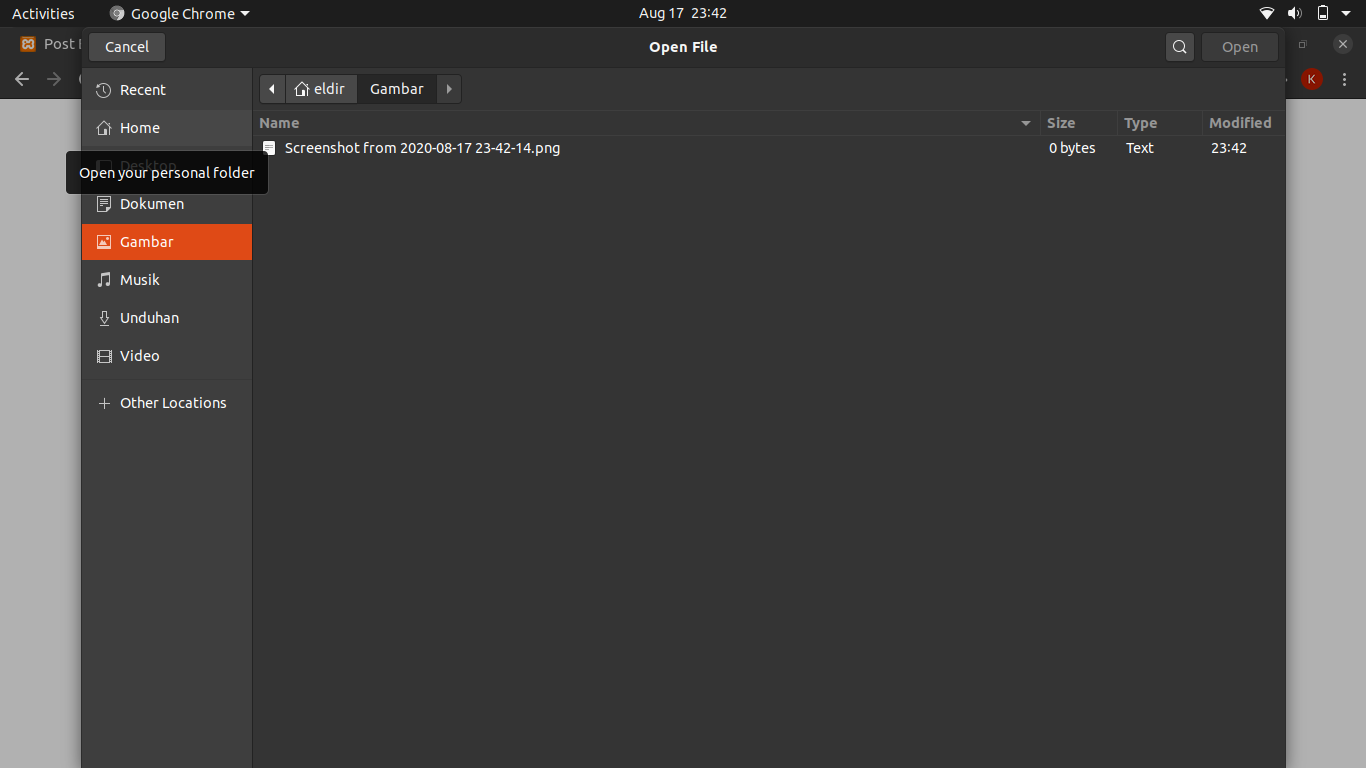 Activities Google Chrome Aug 17 23:42
Post
Cancel Open File Open
K
Recent
eldir Gambar
Home
Name Size Type Modified
Screenshot from 2020-08-17 23-42-14.png 0 bytes Text 23:42
Desktop
Open your personal folder
Dokumen
Gambar
Musik
Unduhan
Video
Other Locations